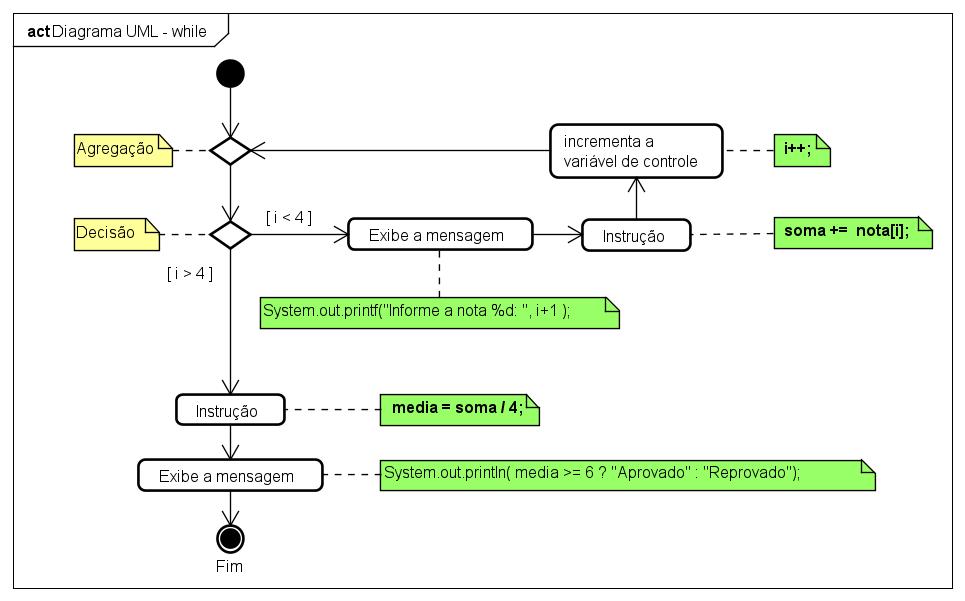 act Diagrama UML - while
Agregação
incrementa a
variável de controle
i++;
Decisão
[ i < 4 ]
Exibe a mensagem
Instrução
soma +=  nota[i];
[ i > 4 ]
System.out.printf("Informe a nota %d: ", i+1 );
Instrução
media = soma / 4;
Exibe a mensagem
System.out.println( media >= 6 ? "Aprovado" : "Reprovado");
Fim